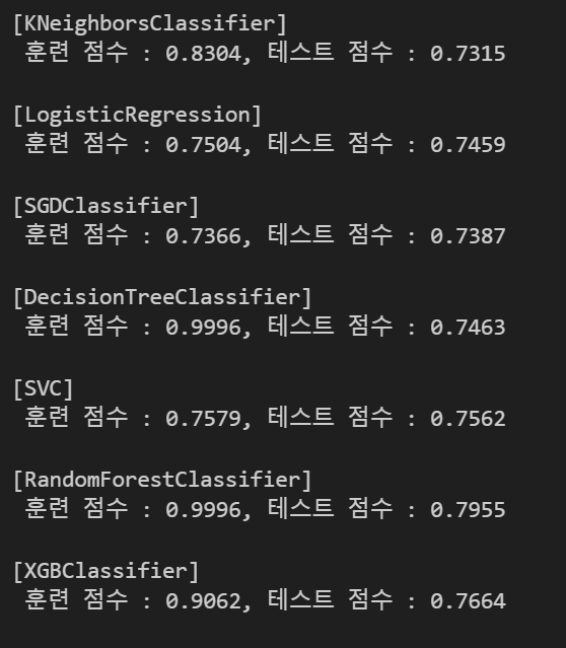 [KNeighborsClassifier]
훈련 점수 : 0.8304, 테스트 점수 : 0.7315
[LogisticRegression]
훈련 점수 : 0.7504, 테스트 점수 : 0.7459
[SGDClassifier]
훈련 점수 : 0.7366, 테스트 점수 : 0.7387
[DecisionTreeClassifier]
훈련 점수 : 0.9996, 테스트 점수 : 0.7463
[SVC]
훈련 점수 : 0.7579, 테스트 점수 : 0.7562
[RandomForestClassifier]
훈련 점수 : 0.9996, 테스트 점수 : 0.7955
[XGBClassifier]
훈련 점수 : 0.9062, 테스트 점수 : 0.7664